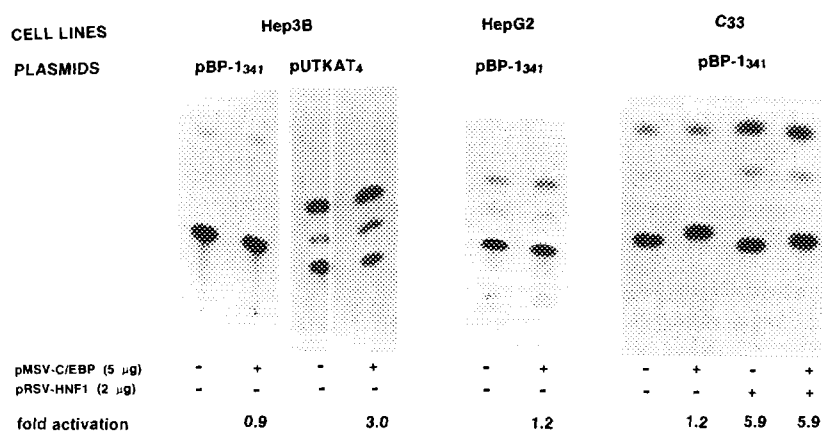 CELL LINES Hep3B HepG2 C33
PLASMIDS pBP-1341 pUTKAT4 pBP-1341 pBP-1341
pMSV-C/EBP (5 µg) - + - + - + - + - +
pRSV-HNF1 (2 µg) - - - - - - - - + +
fold activation 0.9 3.0 1.2 1.2 5.9 5.9